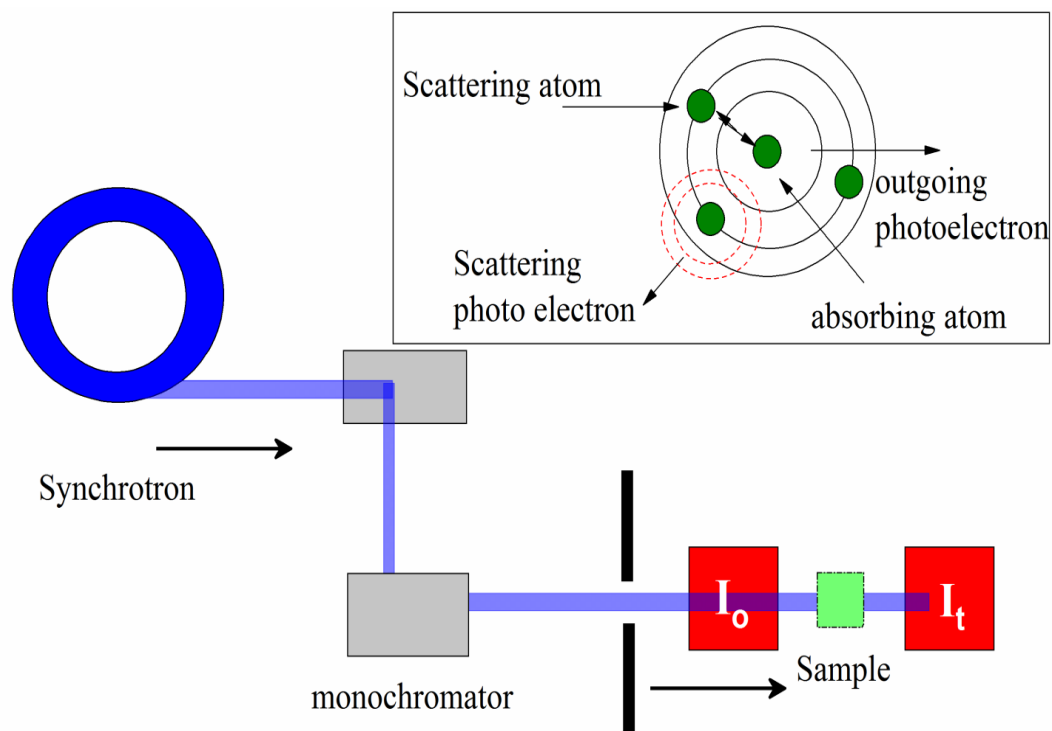 Scattering atom
outgoing
photoelectron
Scattering
photo electron
absorbing atom
Synchrotron
monochromator
Io
It
Sample